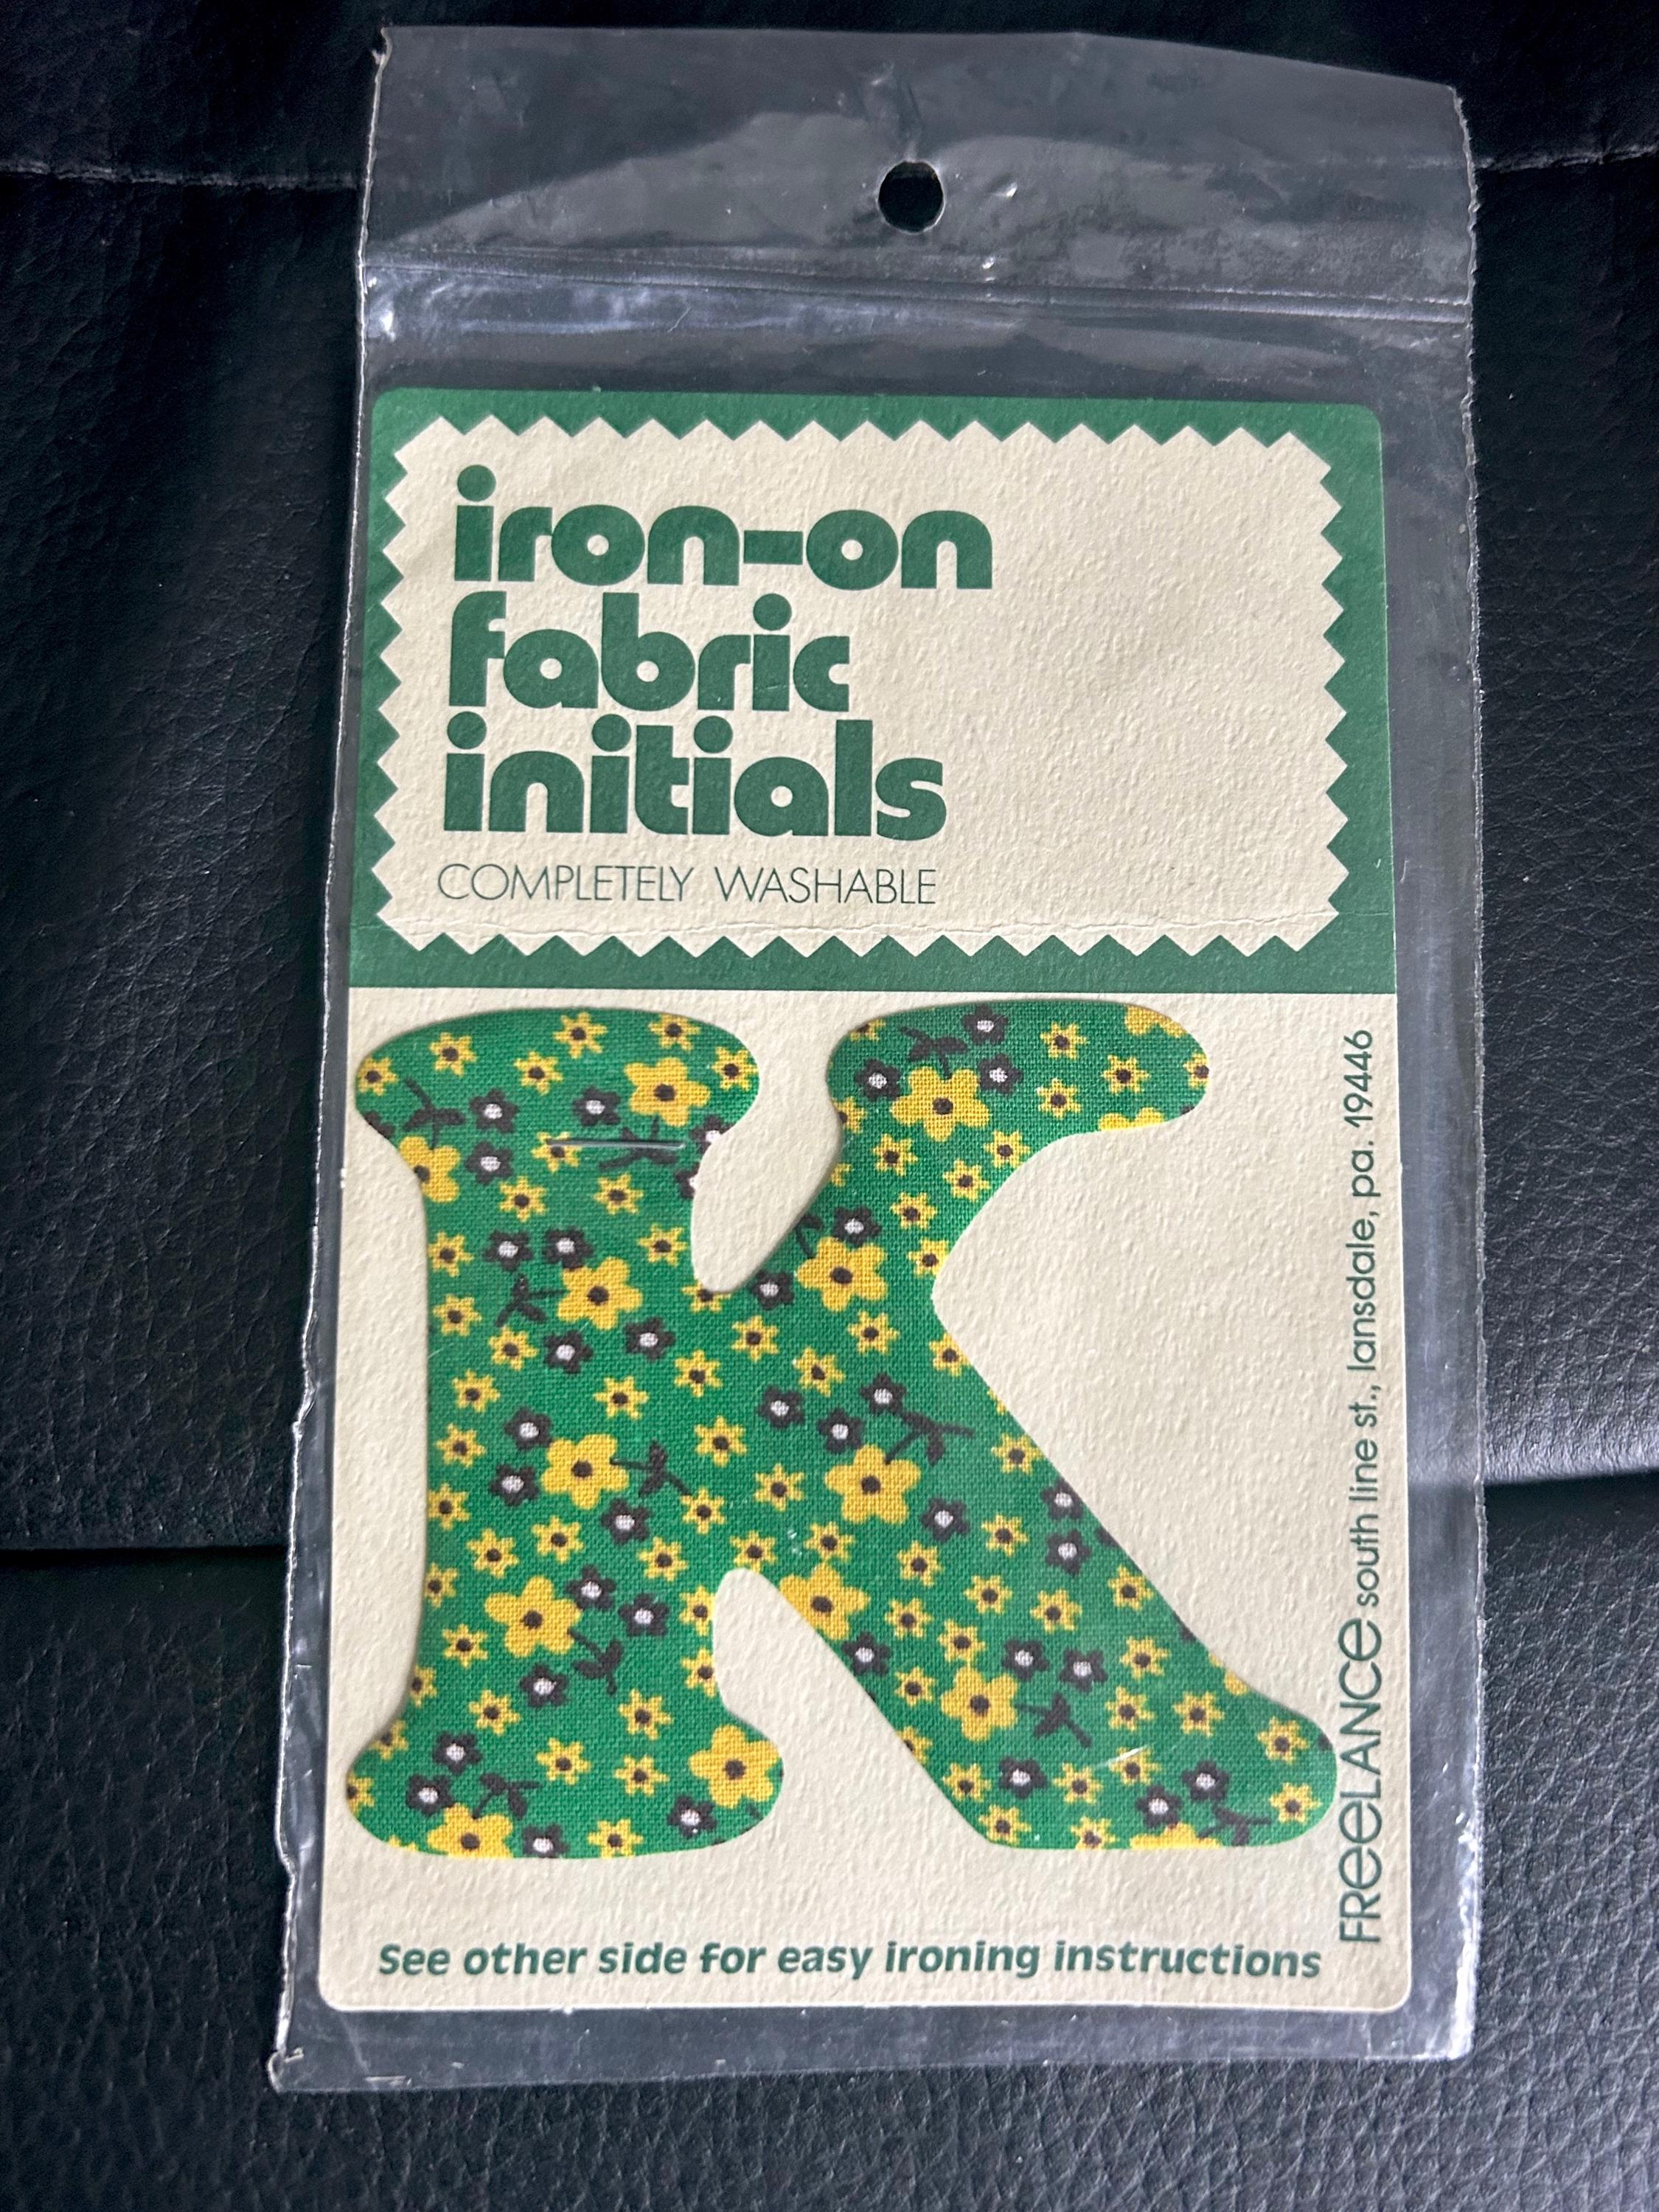 iron-on
fabric
initials
COMPLETELY WASHABLE
K
FReeLANCe south line st., lansdale, pa. 19446
See other side for easy ironing instructions